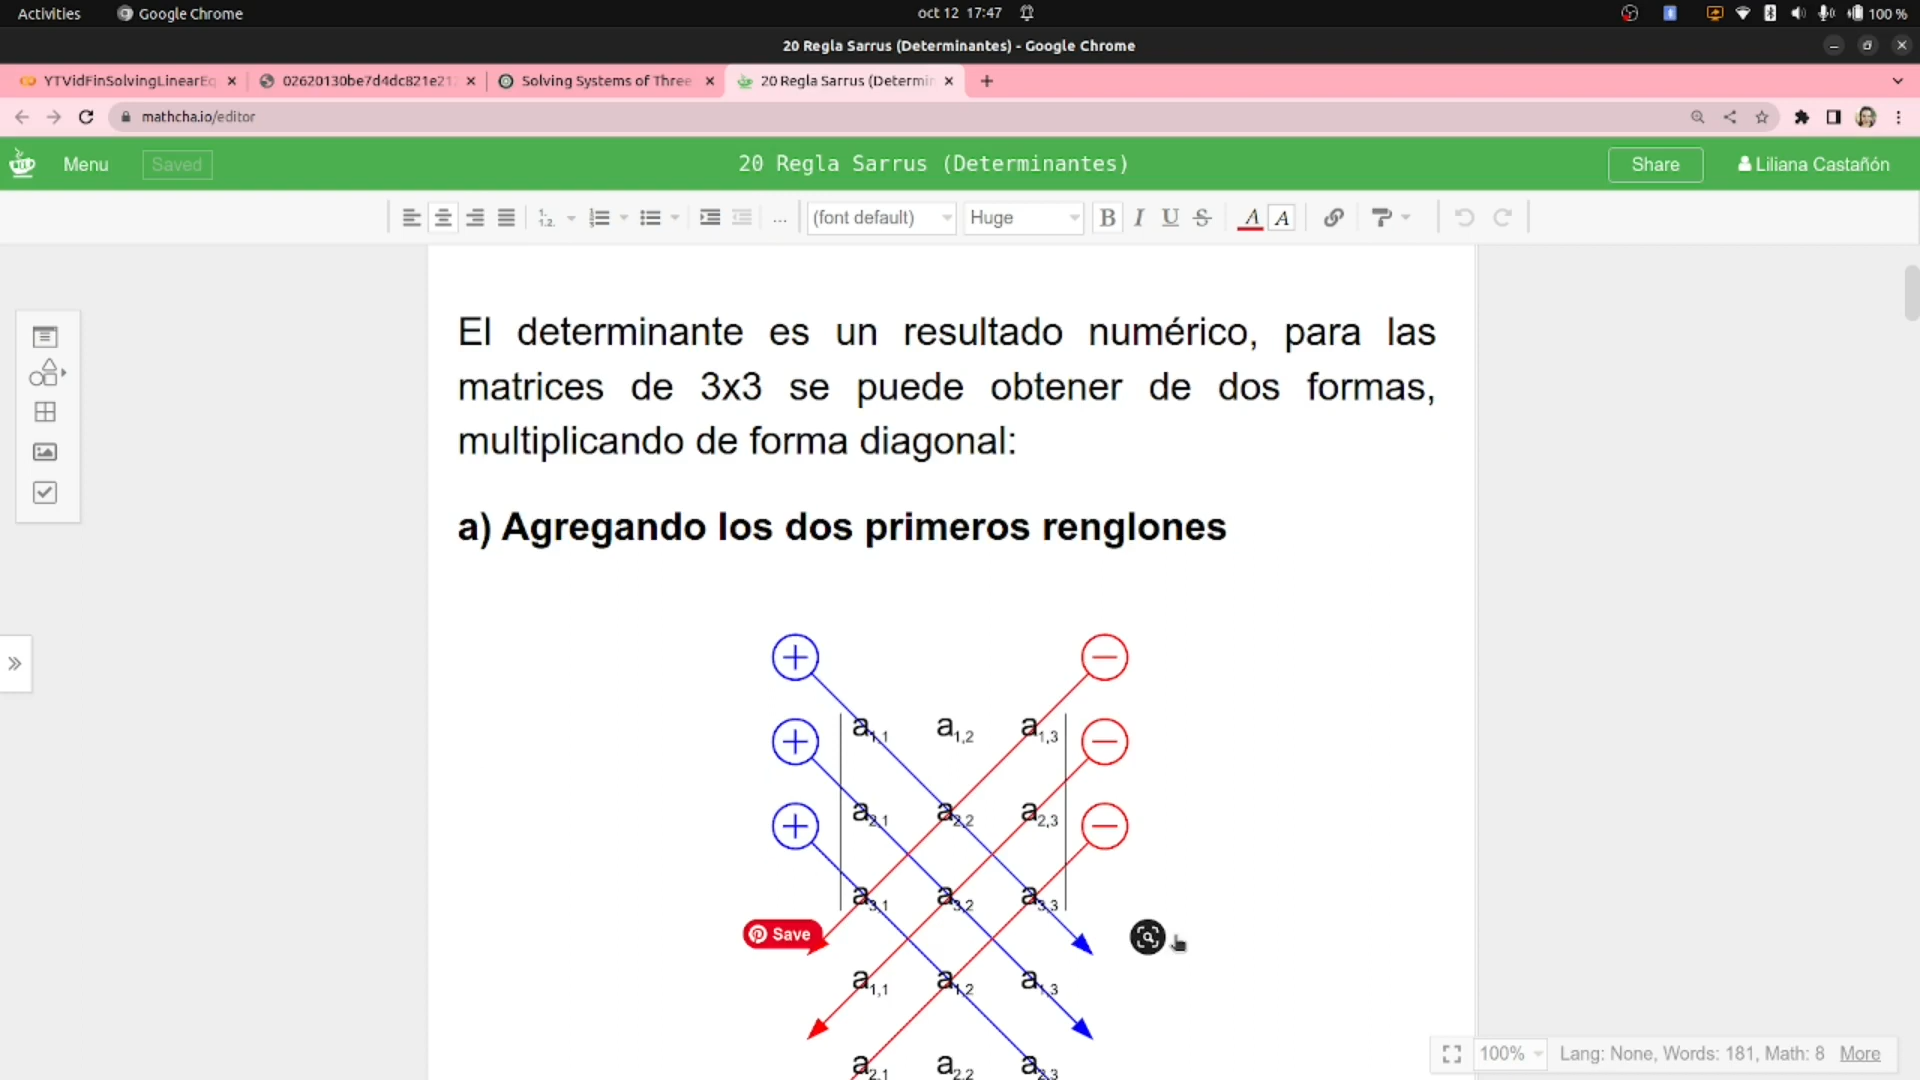 Activities Google Chrome oct 12 17:47 100 %
20 Regla Sarrus (Determinantes) - Google Chrome
YTVidFinSolvingLinearEq 02620130be7d4dc821e21 Solving Systems of Three 20 Regla Sarrus (Determin
mathcha.io/editor
Menu Saved 20 Regla Sarrus (Determinantes) Share Liliana Castañón
(font default) Huge B I U S A A
El determinante es un resultado numérico, para las
matrices de 3x3 se puede obtener de dos formas,
multiplicando de forma diagonal:
a) Agregando los dos primeros renglones
+ −
a1,1 a1,2 a1,3
+ −
a2,1 a2,2 a2,3
+ −
a3,1 a3,2 a3,3
Save
a1,1 a1,2 a1,3
a2,1 a2,2 a2,3
100% Lang: None, Words: 181, Math: 8 More